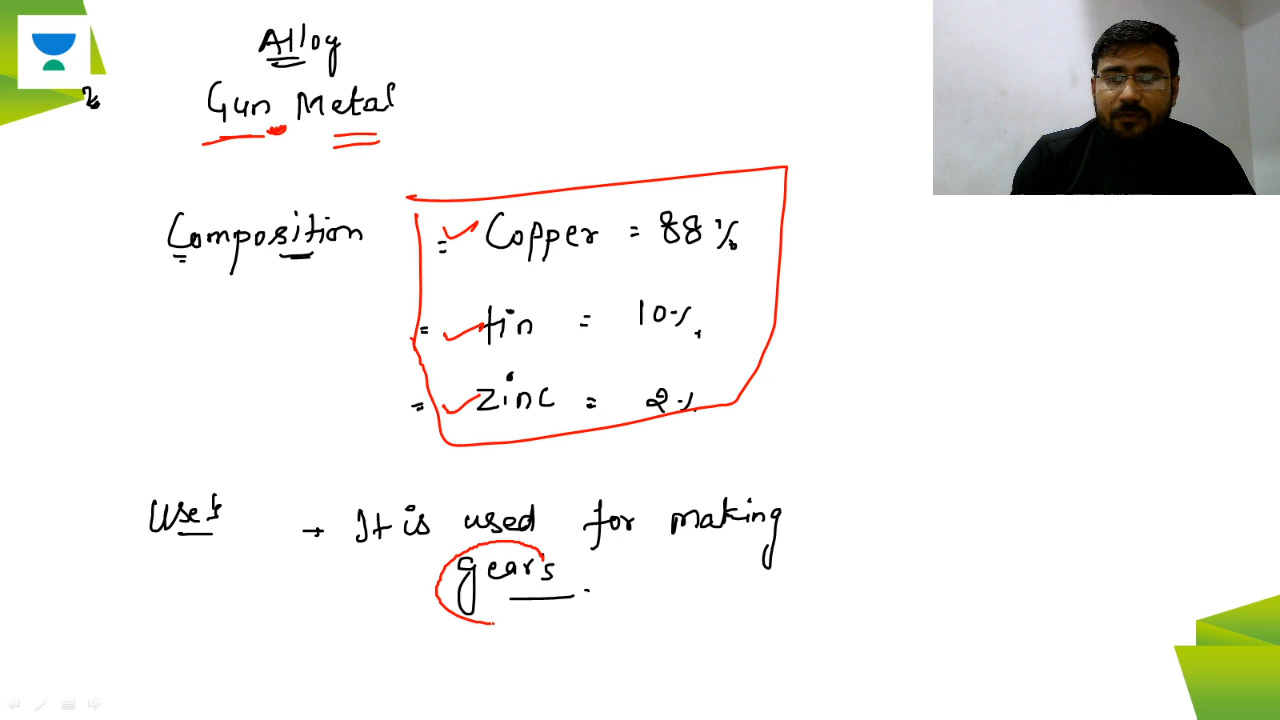 Alloy
Gun Metal
Composition = Copper = 88%
= tin = 10%
= Zinc = 2%
Uses → It is used for making
gears.